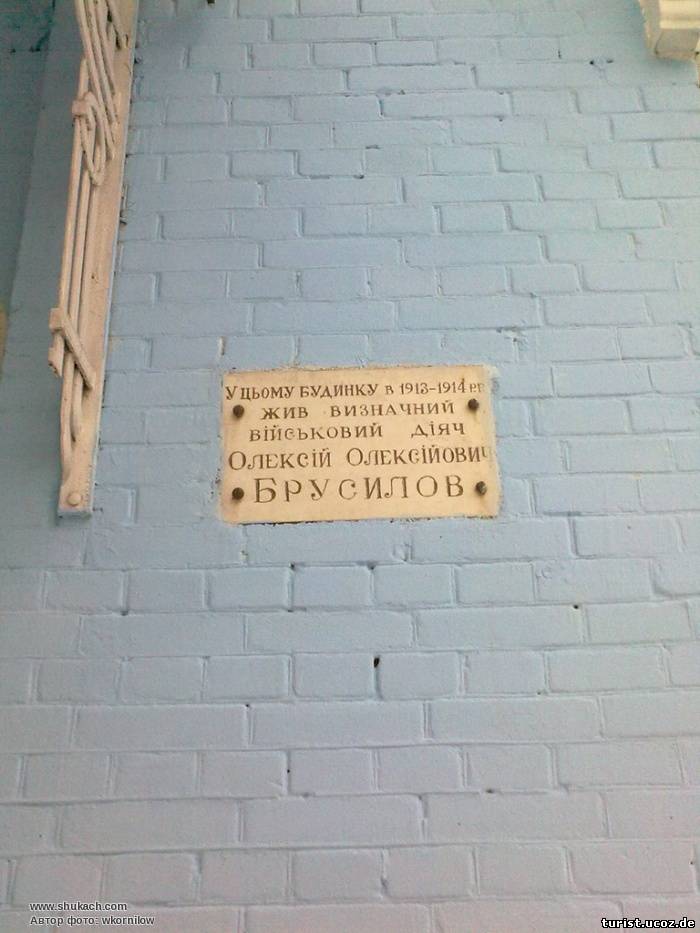 У ЦЬОМУ БУДИНКУ В 1913-1914 РР.
ЖИВ ВИЗНАЧНИЙ
ВІЙСЬКОВИЙ ДІЯЧ
ОЛЕКСІЙ ОЛЕКСІЙОВИЧ
БРУСИЛОВ
www.shukach.com
Автор фото: wkornilow
turist.ucoz.de